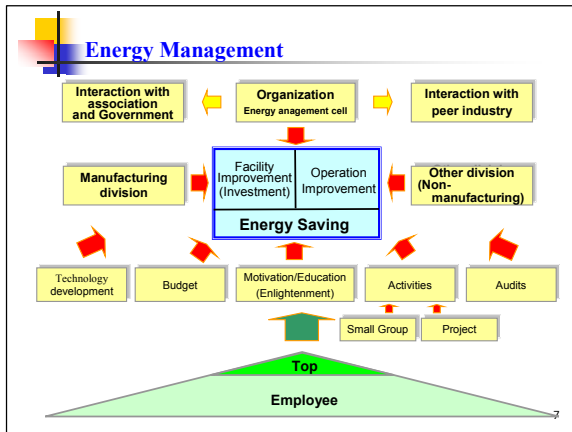 Energy Management
Interaction with
association
and Government
Organization
Energy anagement cell
Interaction with
peer industry
Manufacturing
division
Facility
Improvement
(Investment)
Operation
Improvement
Other division
(Non-
manufacturing)
Energy Saving
Technology
development
Budget
Motivation/Education
(Enlightenment)
Activities
Audits
Small Group
Project
Top
Employee
7